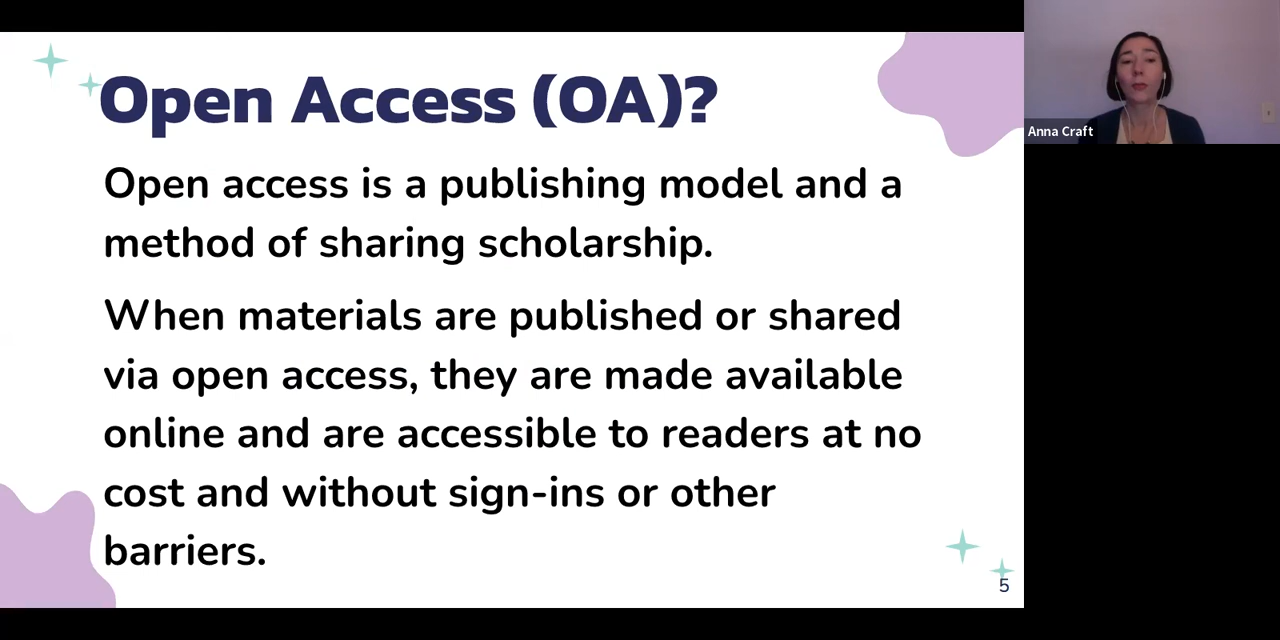 Open Access (OA)?
Open access is a publishing model and a
method of sharing scholarship.
When materials are published or shared
via open access, they are made available
online and are accessible to readers at no
cost and without sign-ins or other
barriers.
5
Anna Craft